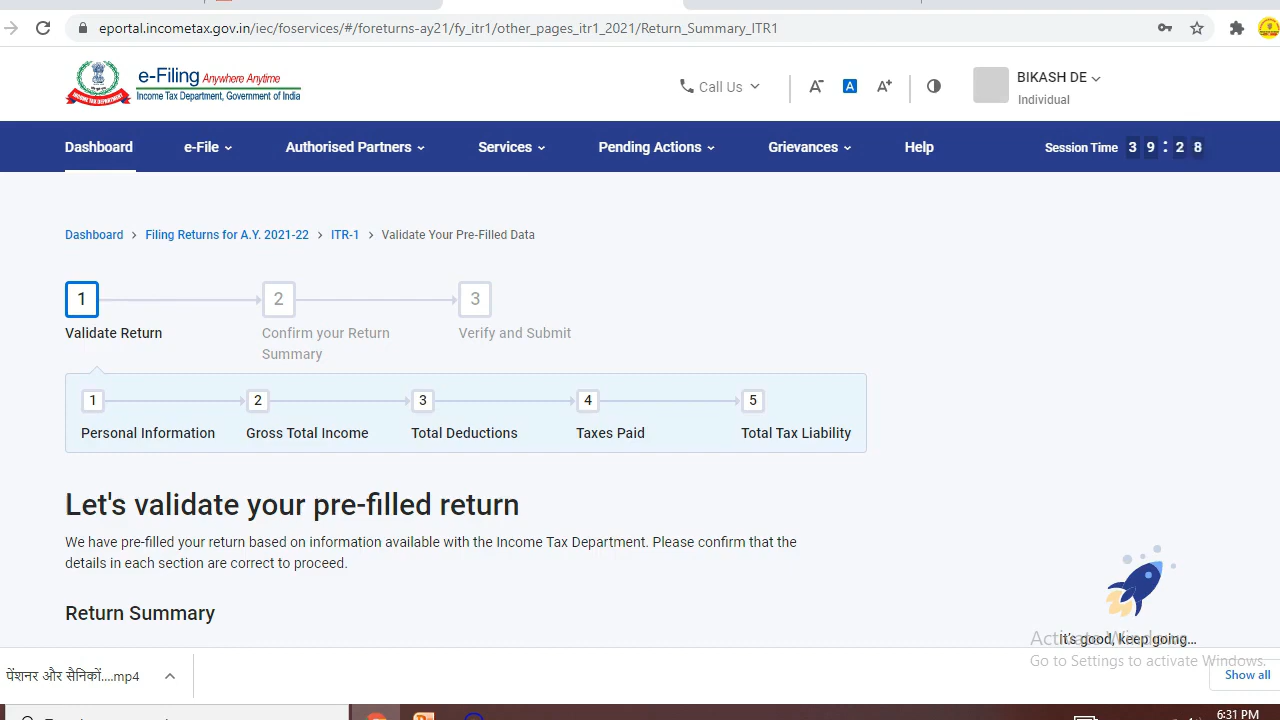 eportal.incometax.gov.in/iec/foservices/#/foreturns-ay21/fy_itr1/other_pages_itr1_2021/Return_Summary_ITR1
e-Filing Anywhere Anytime
Income Tax Department, Government of India
INCOME TAX DEPARTMENT
Call Us
A-
A
A+
BIKASH DE
Individual
Dashboard e-File Authorised Partners Services Pending Actions Grievances Help Session Time 3 9 : 2 8
Dashboard > Filing Returns for A.Y. 2021-22 > ITR-1 > Validate Your Pre-Filled Data
1 2 3
Validate Return Confirm your Return Summary Verify and Submit
1 2 3 4 5
Personal Information Gross Total Income Total Deductions Taxes Paid Total Tax Liability
Let's validate your pre-filled return
We have pre-filled your return based on information available with the Income Tax Department. Please confirm that the
details in each section are correct to proceed.
Return Summary
It's good, keep going...
Activate Windows
Go to Settings to activate Windows.
पेंशनर और सैनिकों....mp4
Show all
6:31 PM